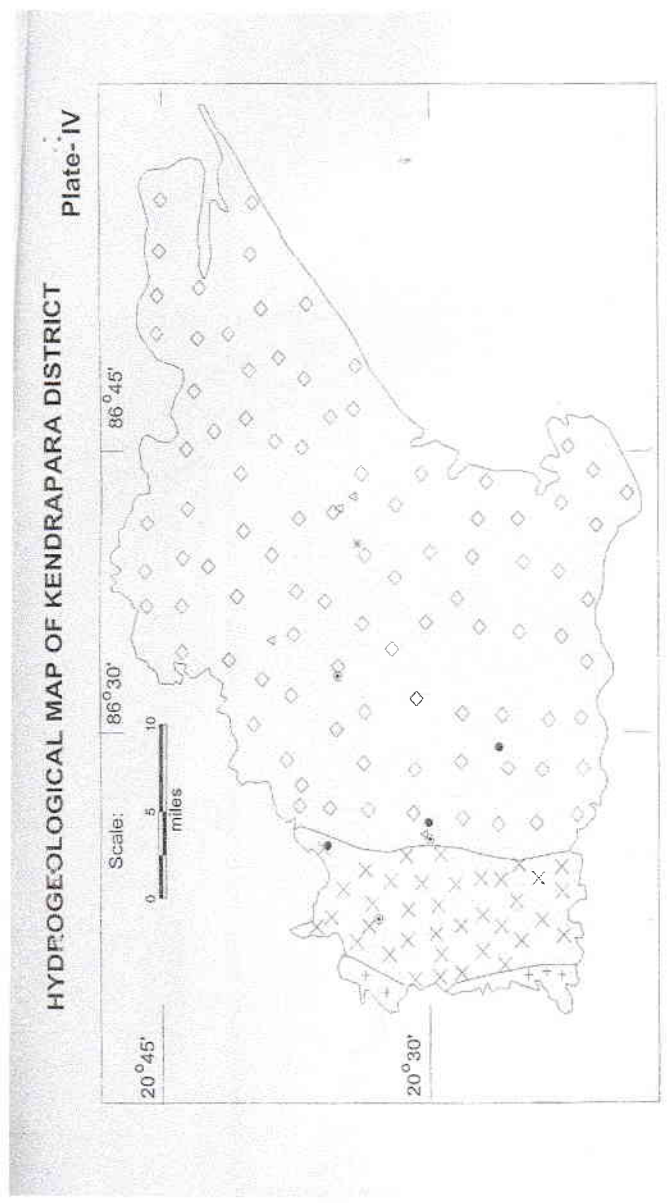 HYDROGEOLOGICAL MAP OF KENDRAPARA DISTRICT
Plate- IV
86°30'
86°45'
20°45'
20°30'
Scale:
0 5 10
miles